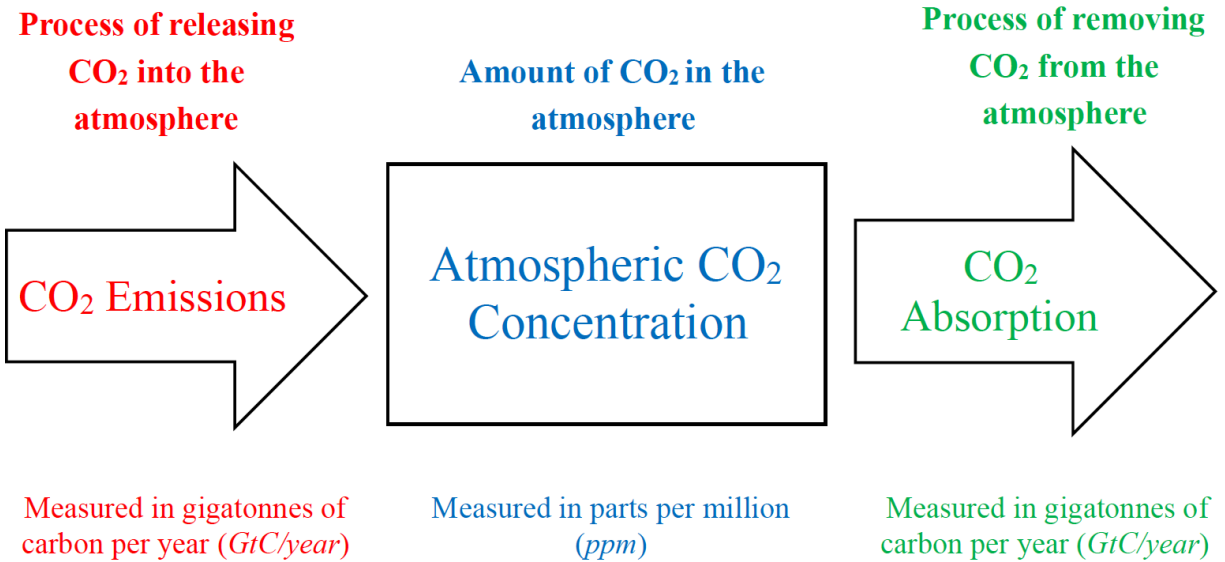 Process of releasing
CO₂ into the
atmosphere
Amount of CO₂ in the
atmosphere
Process of removing
CO₂ from the
atmosphere
CO₂ Emissions
Atmospheric CO₂
Concentration
CO₂
Absorption
Measured in gigatonnes of
carbon per year (GtC/year)
Measured in parts per million
(ppm)
Measured in gigatonnes of
carbon per year (GtC/year)